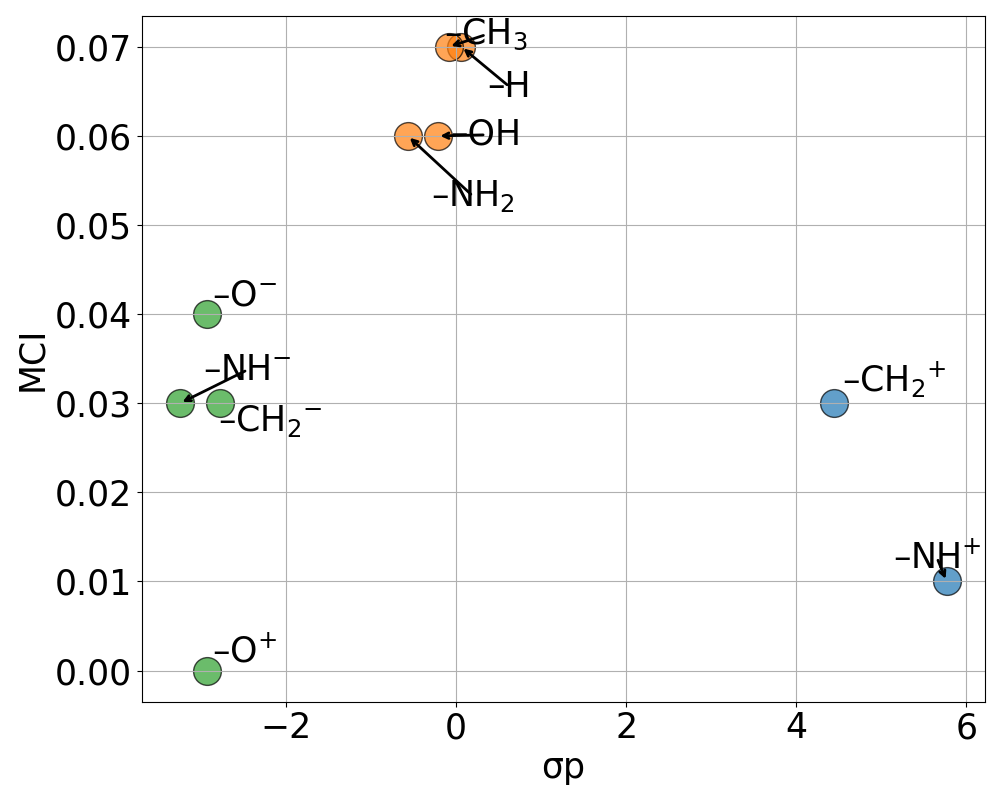 0.07
0.06
0.05
0.04
0.03
0.02
0.01
0.00
MCI
–CH₃
–H
–OH
–NH₂
–O⁻
–NH⁻
–CH₂⁻
–CH₂⁺
–NH⁺
–O⁺
−2 0 2 4 6
σp